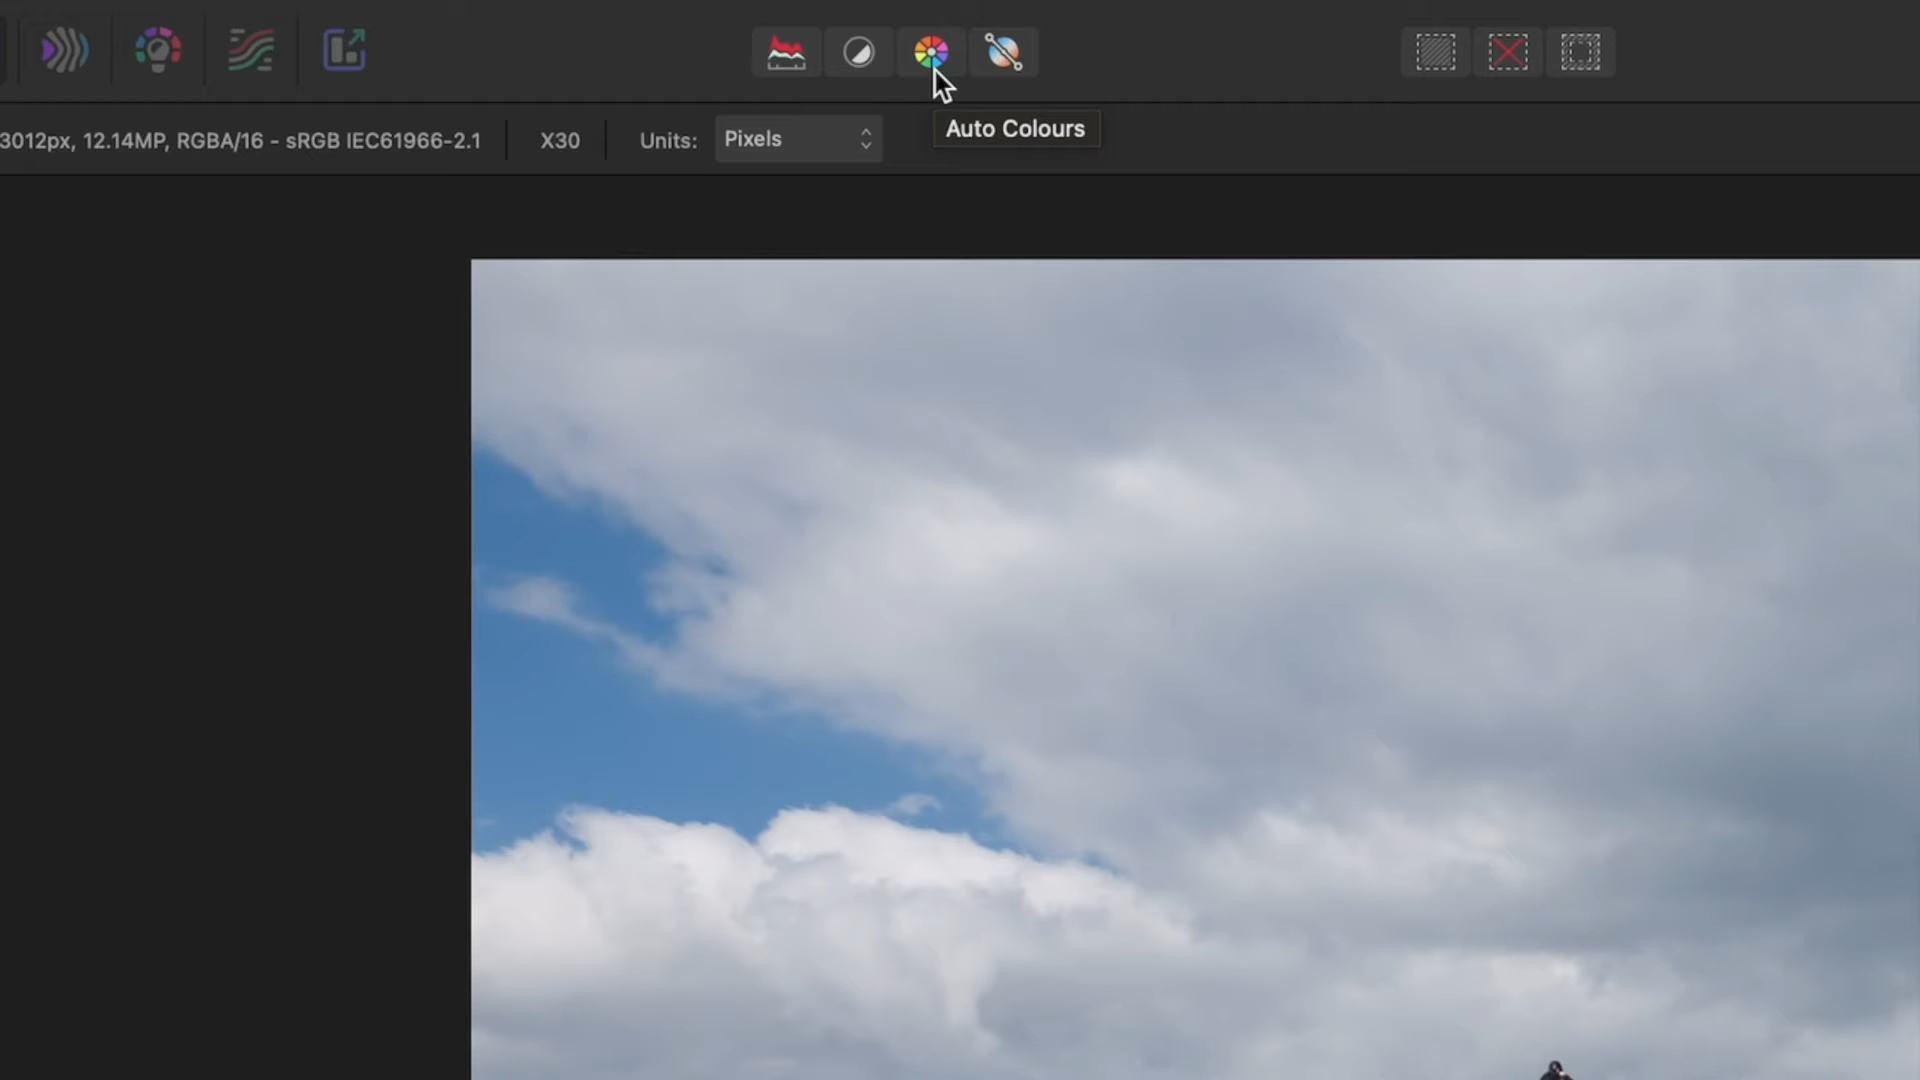 3012px, 12.14MP, RGBA/16 - sRGB IEC61966-2.1
X30
Units:
Pixels
Auto Colours